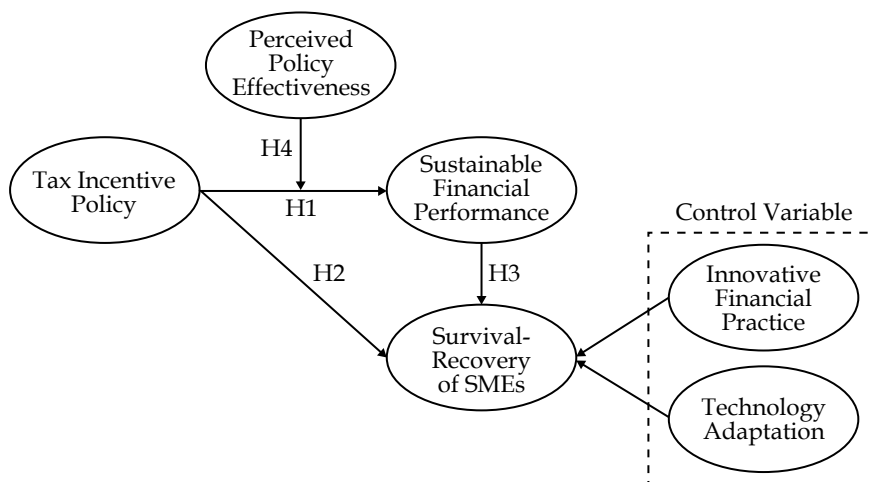 Perceived
Policy
Effectiveness
H4
Tax Incentive
Policy
H1
Sustainable
Financial
Performance
Control Variable
H2
H3
Innovative
Financial
Practice
Survival-
Recovery
of SMEs
Technology
Adaptation